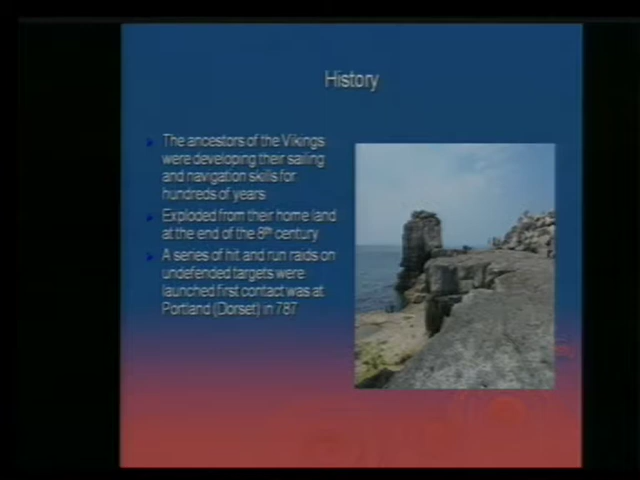 History
The ancestors of the Vikings
were developing their sailing
and navigation skills for
hundreds of years
Exploded from their home land
at the end of the 8th century
A series of hit and run raids on
undefended targets were
launched first contact was at
Portland (Dorset) in 787